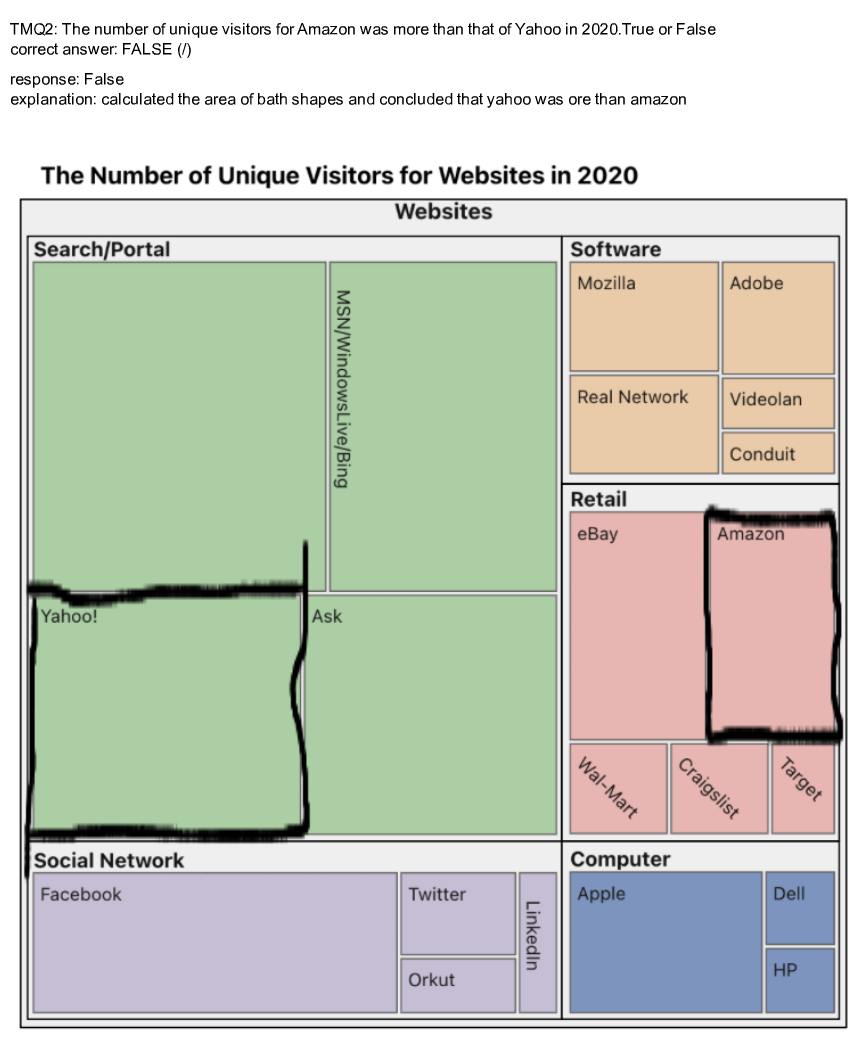 TMQ2: The number of unique visitors for Amazon was more than that of Yahoo in 2020.True or False
correct answer: FALSE (/)
response: False
explanation: calculated the area of bath shapes and concluded that yahoo was ore than amazon
The Number of Unique Visitors for Websites in 2020
Websites
Search/Portal
MSN/WindowsLive/Bing
Yahoo!
Ask
Software
Mozilla
Adobe
Real Network
Videolan
Conduit
Retail
eBay
Amazon
Wal-Mart
Craigslist
Target
Social Network
Facebook
Twitter
Orkut
LinkedIn
Computer
Apple
Dell
HP